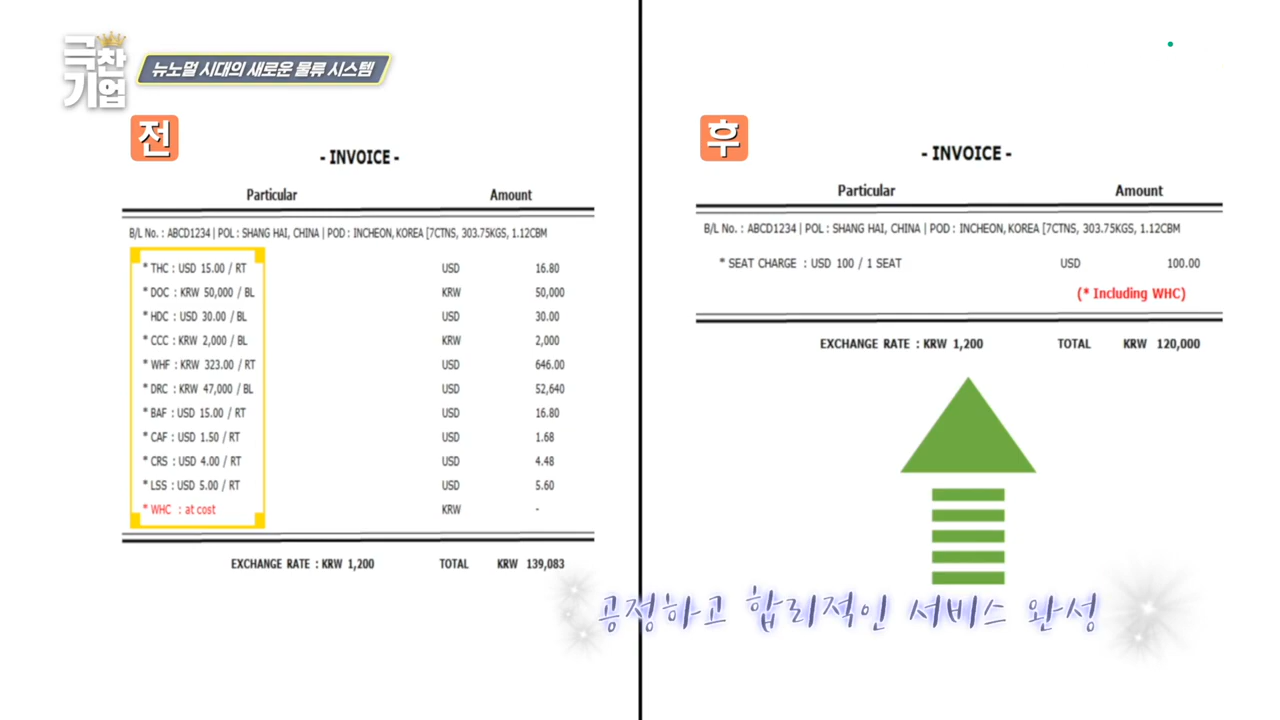 극찬
기업
뉴노멀 시대의 새로운 물류 시스템
전
- INVOICE -
Particular Amount
B/L No. : ABCD1234 | POL : SHANG HAI, CHINA | POD : INCHEON, KOREA [7CTNS, 303.75KGS, 1.12CBM
* THC : USD 15.00 / RT USD 16.80
* DOC : KRW 50,000 / BL KRW 50,000
* HDC : USD 30.00 / BL USD 30.00
* CCC : KRW 2,000 / BL KRW 2,000
* WHF : KRW 323.00 / RT USD 646.00
* DRC : KRW 47,000 / BL USD 52,640
* BAF : USD 15.00 / RT USD 16.80
* CAF : USD 1.50 / RT USD 1.68
* CRS : USD 4.00 / RT USD 4.48
* LSS : USD 5.00 / RT USD 5.60
* WHC : at cost KRW -
EXCHANGE RATE : KRW 1,200 TOTAL KRW 139,083
후
- INVOICE -
Particular Amount
B/L No. : ABCD1234 | POL : SHANG HAI, CHINA | POD : INCHEON, KOREA [7CTNS, 303.75KGS, 1.12CBM
* SEAT CHARGE : USD 100 / 1 SEAT USD 100.00
(* Including WHC)
EXCHANGE RATE : KRW 1,200 TOTAL KRW 120,000
공정하고 합리적인 서비스 완성